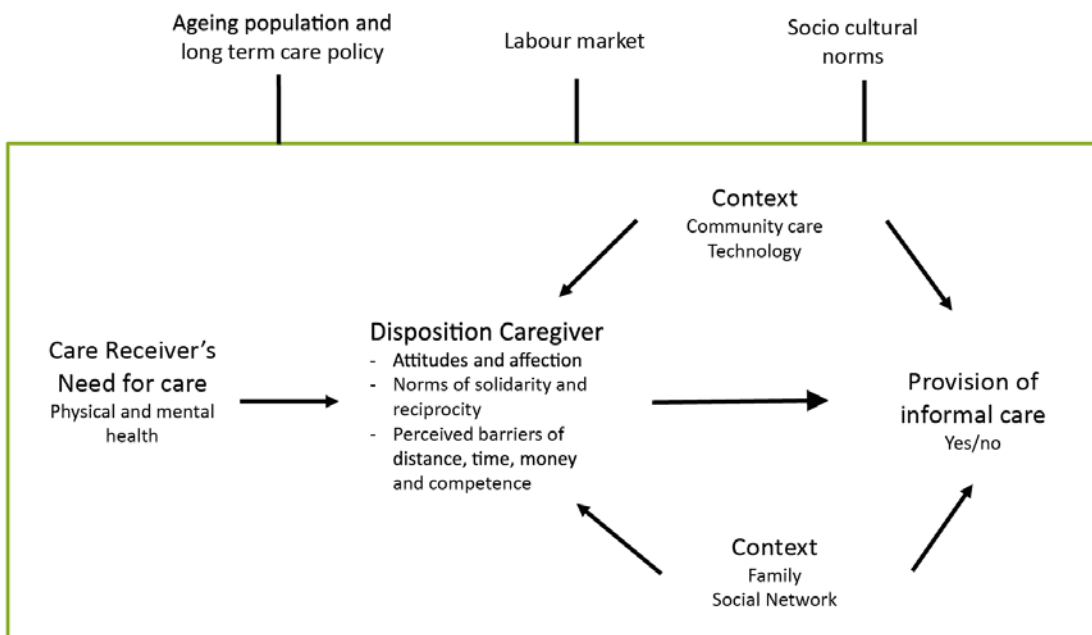 Ageing population and
long term care policy
Labour market
Socio cultural
norms
Context
Community care
Technology
Care Receiver's
Need for care
Physical and mental
health
Disposition Caregiver
- Attitudes and affection
- Norms of solidarity and
reciprocity
- Perceived barriers of
distance, time, money
and competence
Provision of
informal care
Yes/no
Context
Family
Social Network